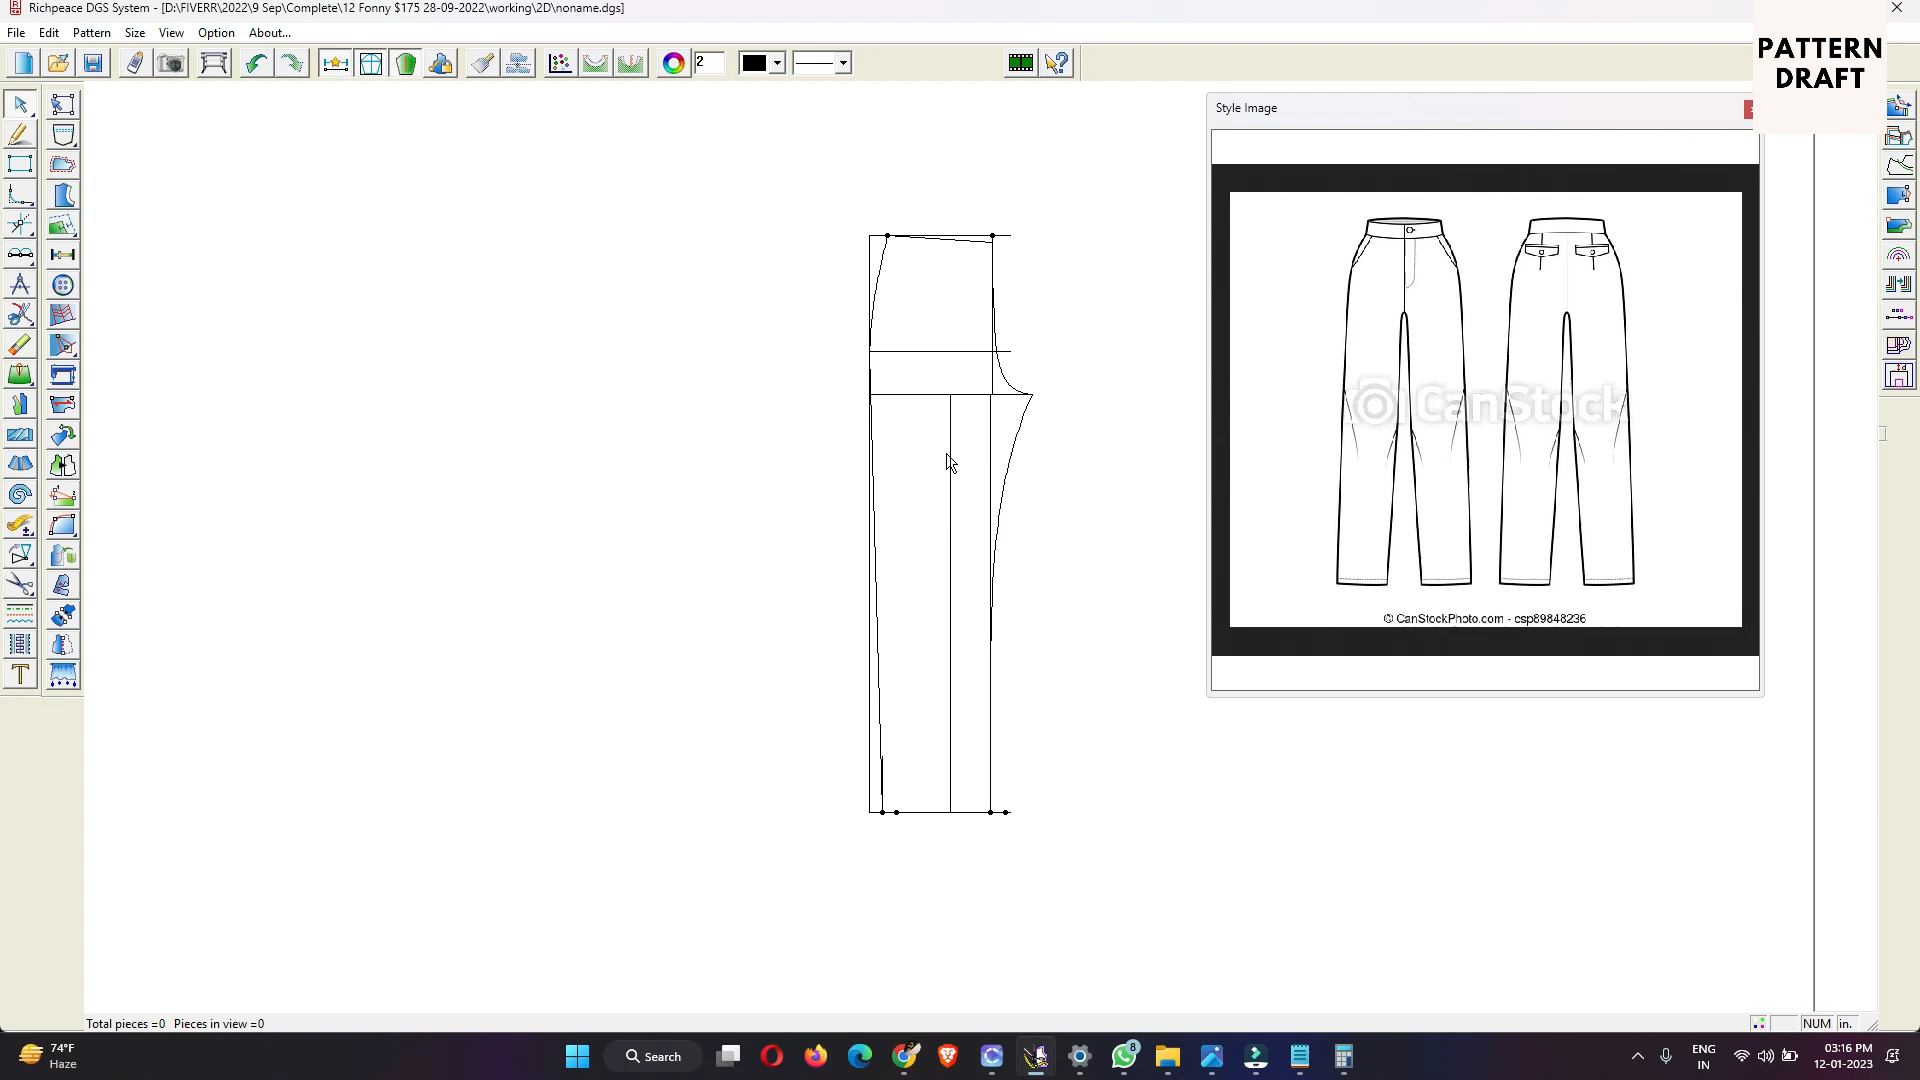 Richpeace DGS System - [D:\FIVERR\2022\9 Sep\Complete\12 Fonny $175 28-09-2022\working\2D\noname.dgs]
File Edit Pattern Size View Option About...
2
PATTERN
DRAFT
Style Image
CanStock
© CanStockPhoto.com - csp89848236
Total pieces =0 Pieces in view =0
NUM in.
74°F
Haze
Search
8
ENG
IN
03:16 PM
12-01-2023